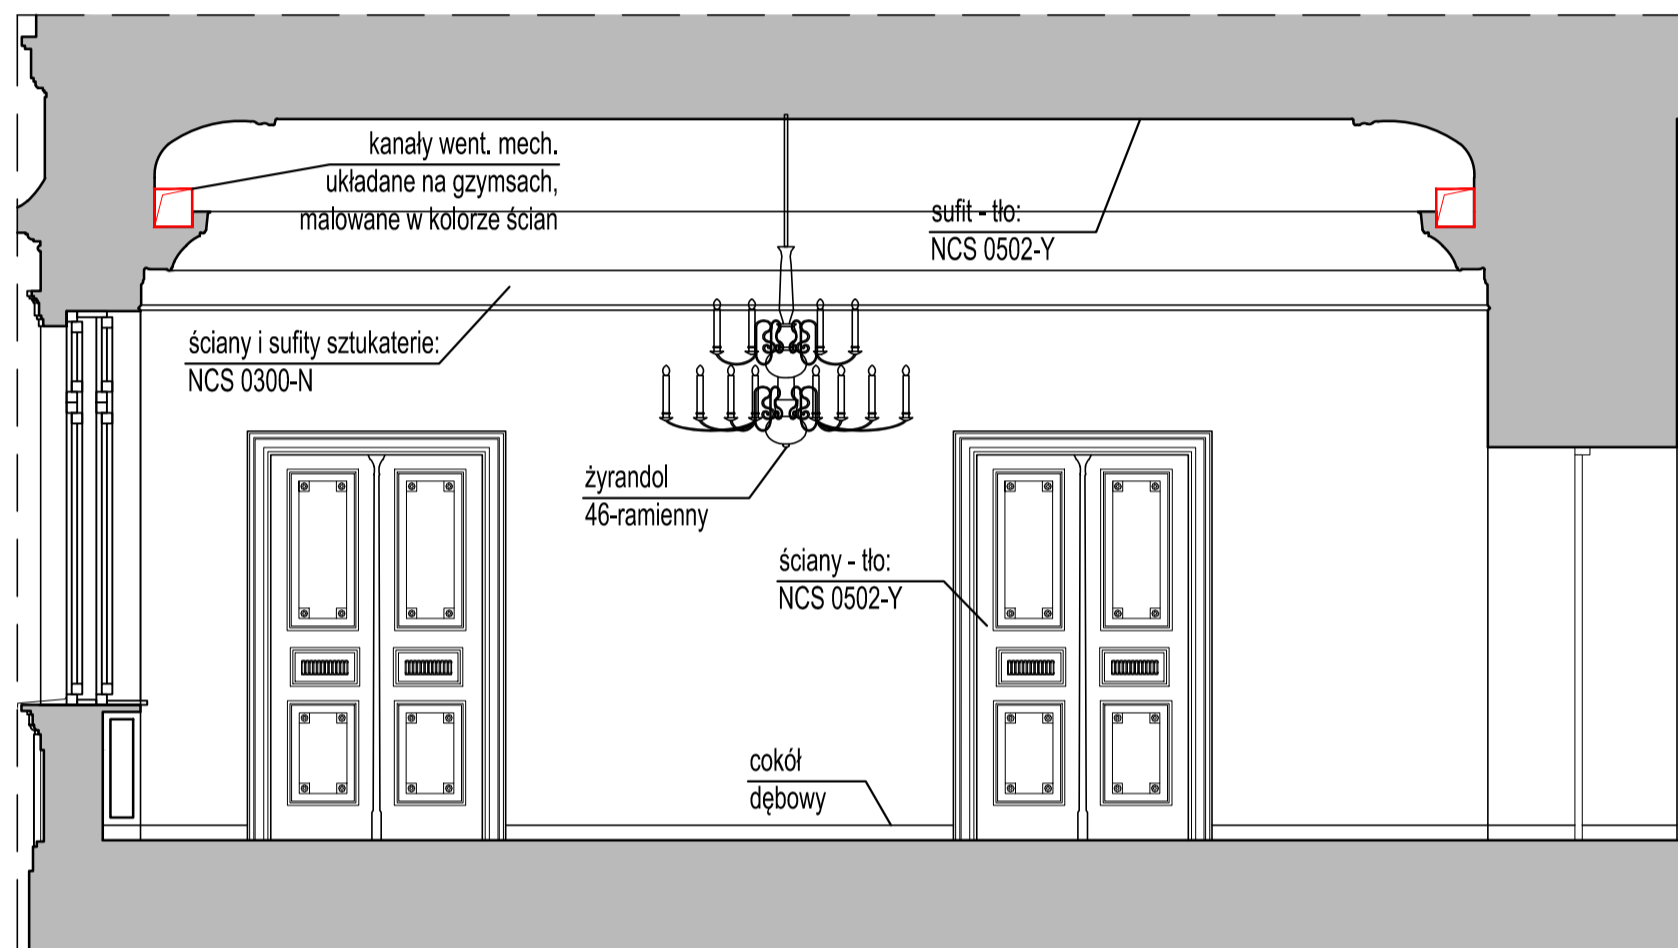 kanały went. mech.
układane na gzymsach,
malowane w kolorze ścian
sufit - tło:
NCS 0502-Y
ściany i sufity sztukaterie:
NCS 0300-N
żyrandol
46-ramienny
ściany - tło:
NCS 0502-Y
cokół
dębowy